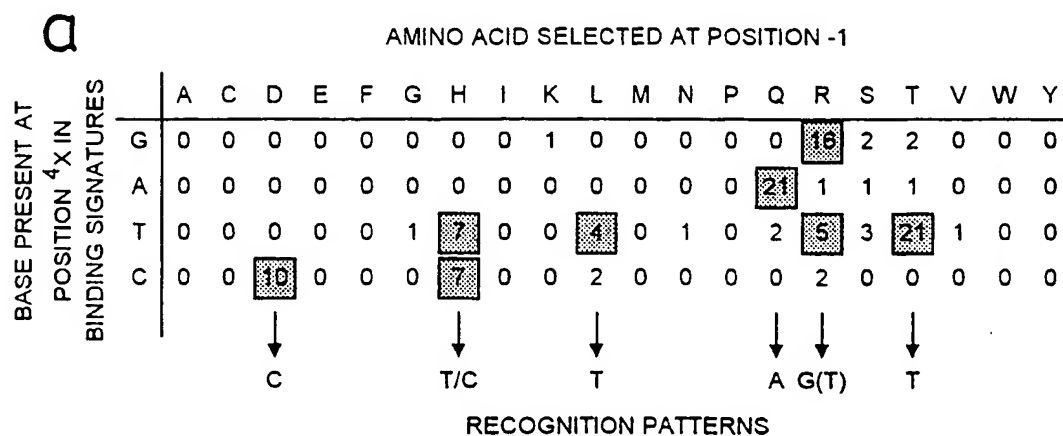 a
AMINO ACID SELECTED AT POSITION -1
BASE PRESENT AT
POSITION ⁴X IN
BINDING SIGNATURES
A C D E F G H I K L M N P Q R S T V W Y
G 0 0 0 0 0 0 0 0 1 0 0 0 0 0 16 2 2 0 0 0
A 0 0 0 0 0 0 0 0 0 0 0 0 0 21 1 1 1 0 0 0
T 0 0 0 0 0 1 7 0 0 4 0 1 0 2 5 3 21 1 0 0
C 0 0 10 0 0 0 7 0 0 2 0 0 0 0 2 0 0 0 0 0
C T/C T A G(T) T
RECOGNITION PATTERNS